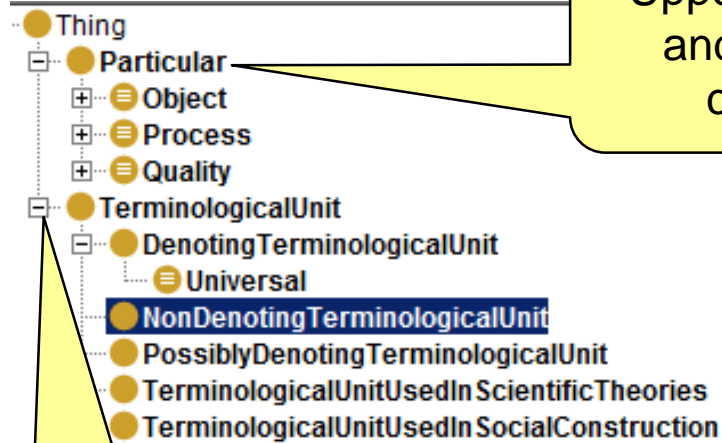 Thing
Particular
Object
Process
Quality
TerminologicalUnit
DenotingTerminologicalUnit
Universal
NonDenotingTerminologicalUnit
PossiblyDenotingTerminologicalUnit
TerminologicalUnitUsedInScientificTheories
TerminologicalUnitUsedInSocialConstruction